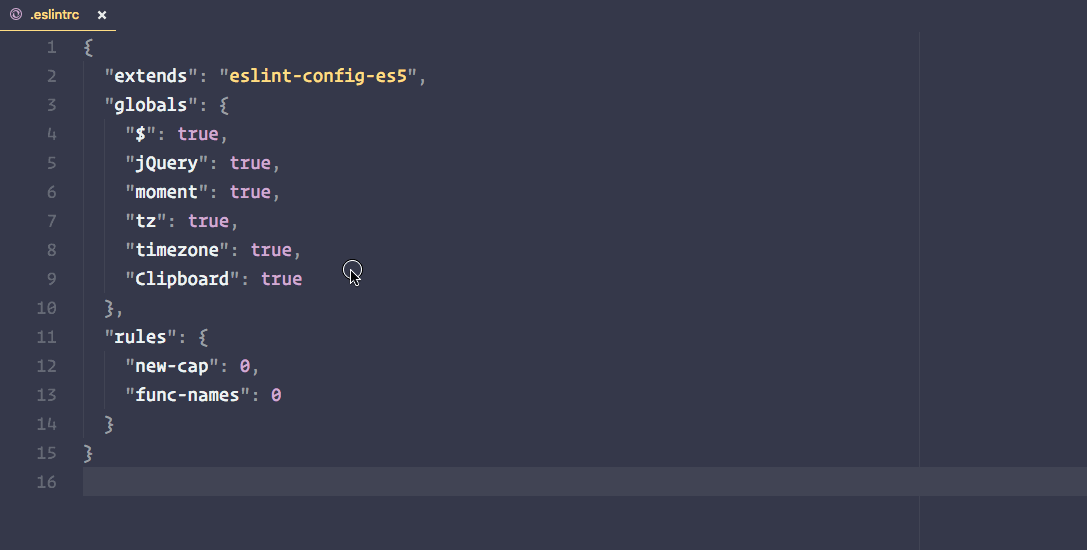 .eslintrc ×
1 {
2   "extends": "eslint-config-es5",
3   "globals": {
4     "$": true,
5     "jQuery": true,
6     "moment": true,
7     "tz": true,
8     "timezone": true,
9     "Clipboard": true
10   },
11   "rules": {
12     "new-cap": 0,
13     "func-names": 0
14   }
15 }
16